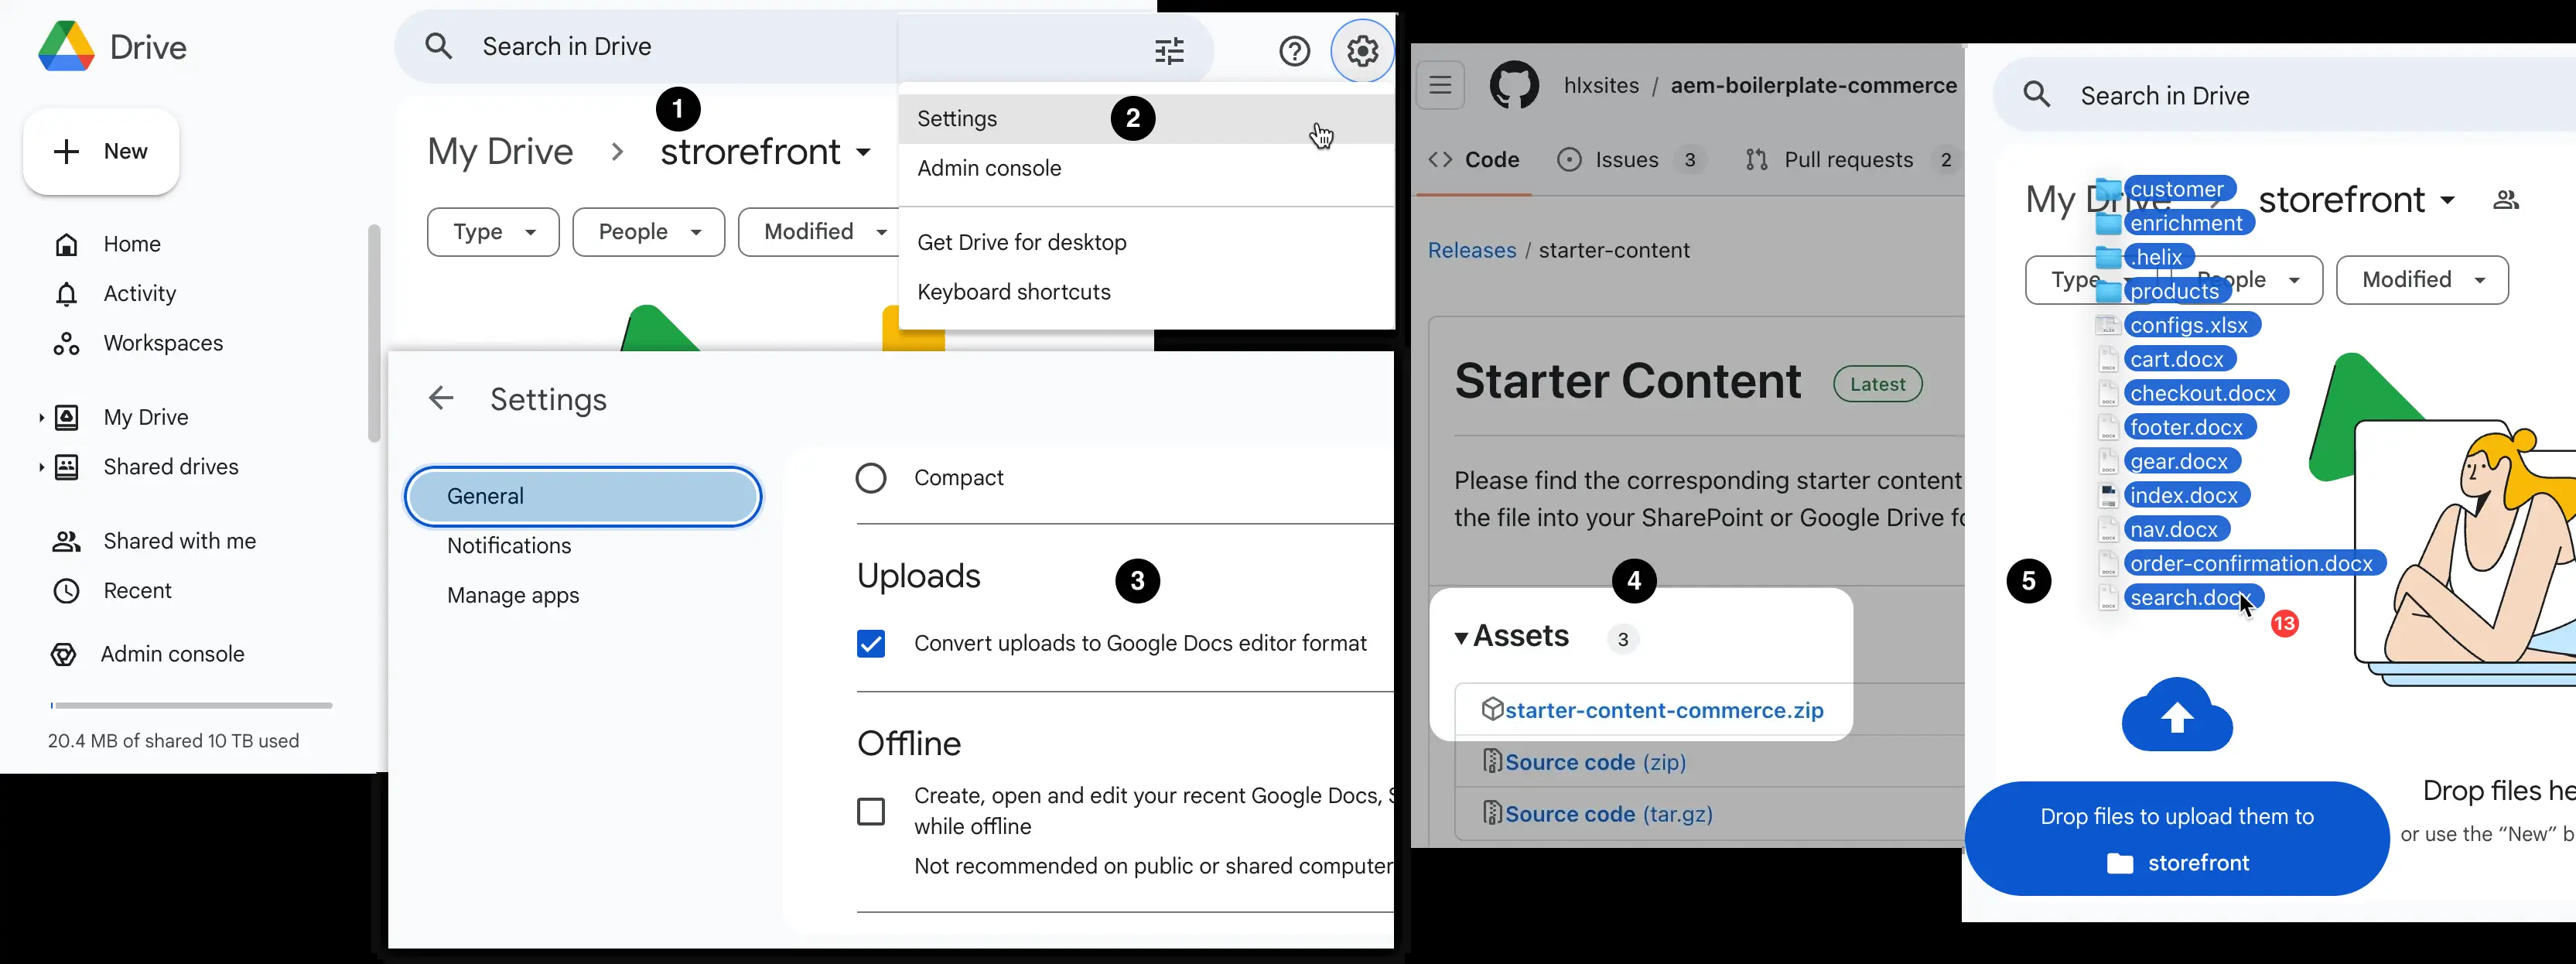 Drive
Search in Drive
New
Home
Activity
Workspaces
My Drive
Shared drives
Shared with me
Recent
Admin console
20.4 MB of shared 10 TB used
1
My Drive > strorefront
Type
People
Modified
Settings
2
Admin console
Get Drive for desktop
Keyboard shortcuts
Settings
General
Notifications
Manage apps
Compact
Uploads
3
Convert uploads to Google Docs editor format
Offline
Create, open and edit your recent Google Docs, S
while offline
Not recommended on public or shared computer
hlxsites / aem-boilerplate-commerce
Code
Issues 3
Pull requests 2
Releases / starter-content
Starter Content Latest
Please find the corresponding starter content
the file into your SharePoint or Google Drive fo
4
Assets 3
starter-content-commerce.zip
Source code (zip)
Source code (tar.gz)
Search in Drive
My Drive > storefront
Type
People
Modified
customer
enrichment
.helix
products
configs.xlsx
cart.docx
checkout.docx
footer.docx
gear.docx
index.docx
nav.docx
order-confirmation.docx
search.docx
5
13
Drop files he
or use the “New” b
Drop files to upload them to
storefront